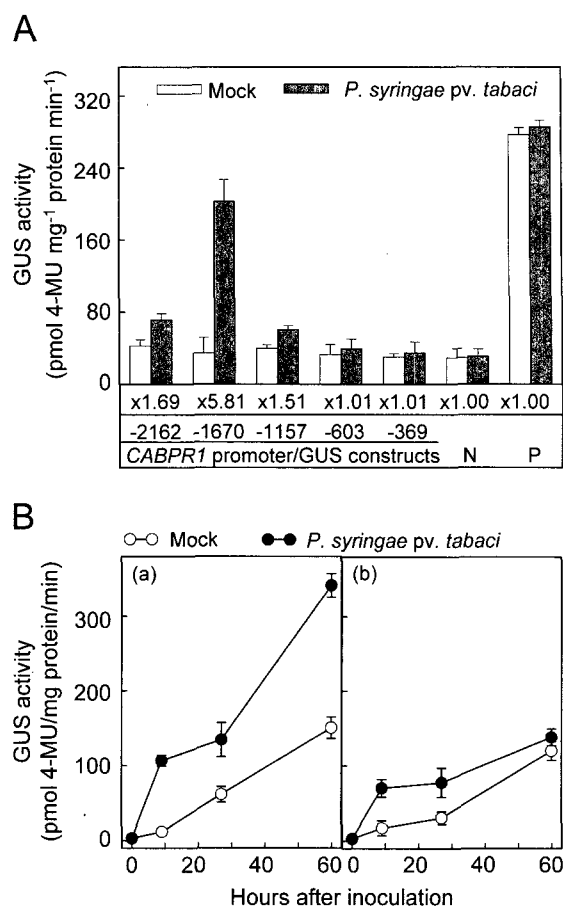 A
Mock P. syringae pv. tabaci
GUS activity
(pmol 4-MU mg⁻¹ protein min⁻¹)
320
240
160
80
0
x1.69 x5.81 x1.51 x1.01 x1.01 x1.00 x1.00
-2162 -1670 -1157 -603 -369
CABPR1 promoter/GUS constructs N P
B
Mock P. syringae pv. tabaci
(a) (b)
GUS activity
(pmol 4-MU/mg protein/min)
300
200
100
0
0 20 40 60 0 20 40 60
Hours after inoculation